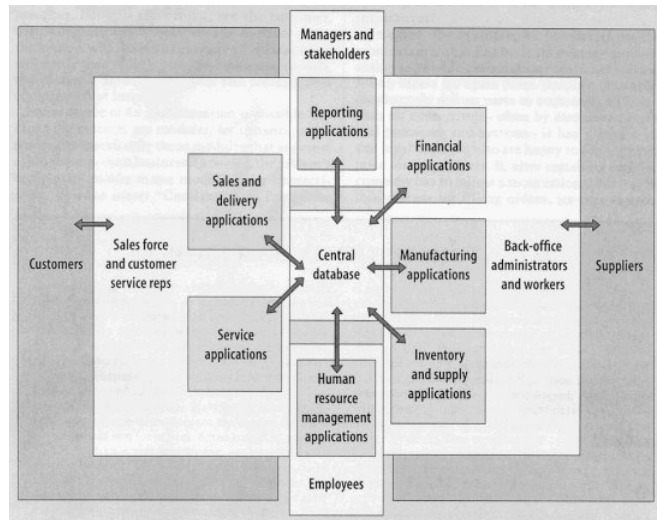 Managers and
stakeholders
Reporting
applications
Financial
applications
Sales and
delivery
applications
Customers
Sales force
and customer
service reps
Central
database
Manufacturing
applications
Back-office
administrators
and workers
Suppliers
Service
applications
Inventory
and supply
applications
Human
resource
management
applications
Employees